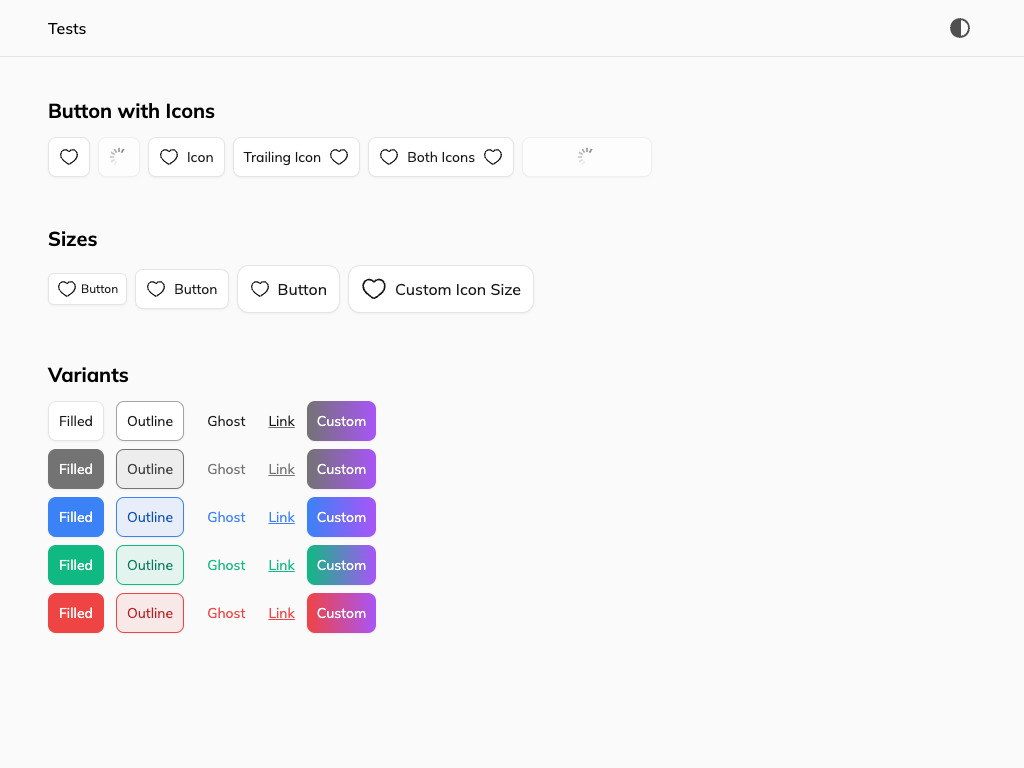 Tests
Button with Icons
Icon Trailing Icon Both Icons
Sizes
Button Button Button Custom Icon Size
Variants
Filled Outline Ghost Link Custom
Filled Outline Ghost Link Custom
Filled Outline Ghost Link Custom
Filled Outline Ghost Link Custom
Filled Outline Ghost Link Custom